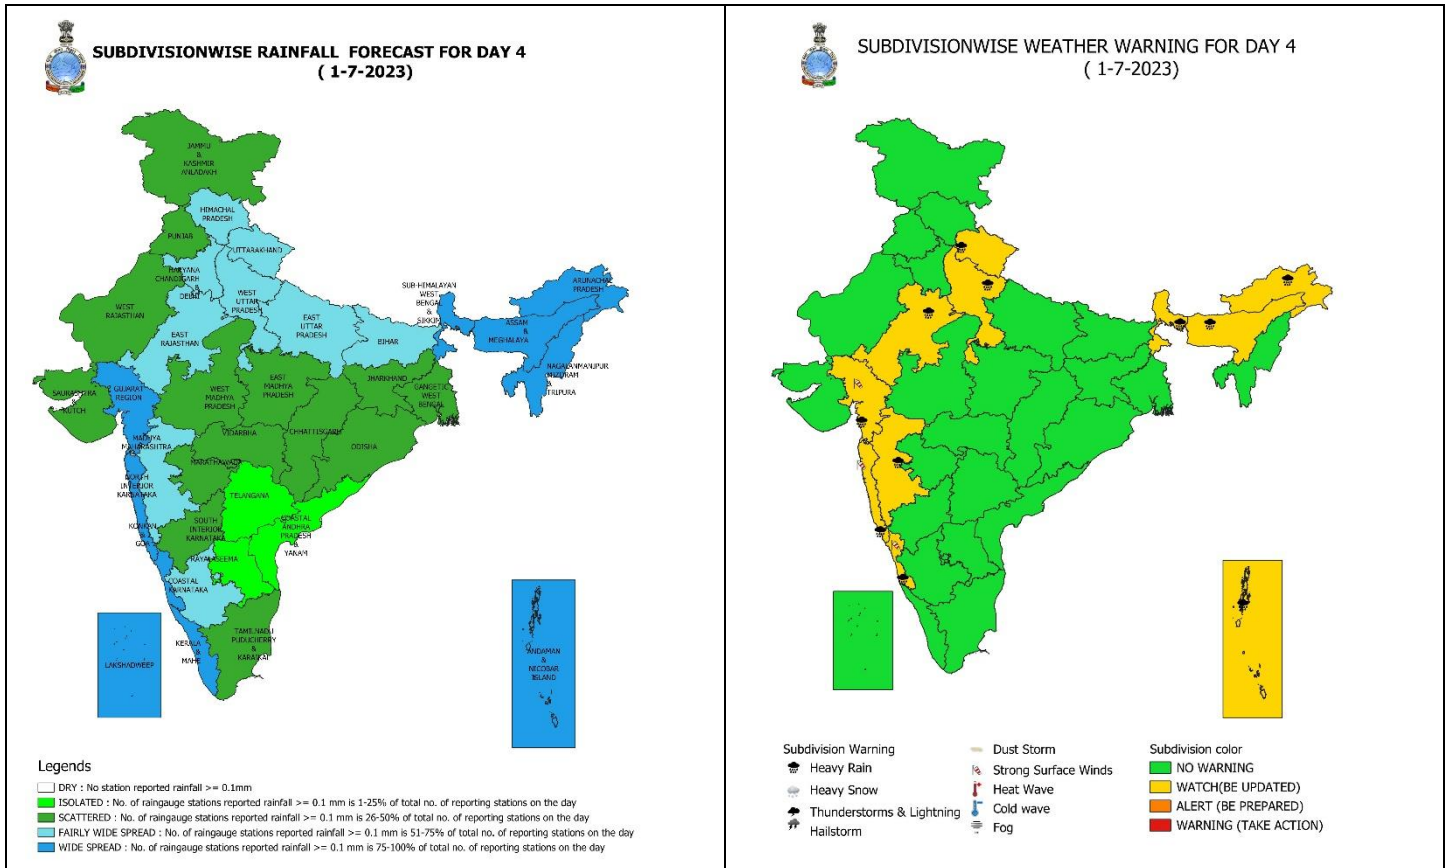 SUBDIVISIONWISE RAINFALL FORECAST FOR DAY 4
( 1-7-2023)
JAMMU
&
KASHMIR
ANLADAKH
HIMACHAL
PRADESH
PUNJAB
UTTARAKHAND
HARYANA
CHANDIGARH
&
DELHI
WEST
UTTAR
PRADESH
SUB-HIMALAYAN
WEST
BENGAL
&
SIKKIM
ARUNACHAL
PRADESH
WEST
RAJASTHAN
EAST
RAJASTHAN
EAST
UTTAR
PRADESH
BIHAR
ASSAM
&
MEGHALAYA
NAGALANMANJPUR
MIZORAM
&
TRIPURA
SAURASHTRA
&
KUTCH
GUJARAT
REGION
WEST
MADHYA
PRADESH
EAST
MADHYA
PRADESH
JHARKHAND
GANGETIC
WEST
BENGAL
MADHYA
MAHARASHTRA
VIDARBHA
CHHATTISGARH
ODISHA
MARATHAWADA
NORTH
INTERIOR
KARNATAKA
TELANGANA
KONKAN
&
GOA
SOUTH
INTERIOR
KARNATAKA
COASTAL
ANDHRA
PRADESH
&
YANAM
RAYALASEEMA
COASTAL
KARNATAKA
LAKSHADWEEP
KERALA
&
MAHE
TAMILNADU
PUDUCHERRY
&
KARAIKAL
ANDAMAN
&
NICOBAR
ISLAND
Legends
DRY : No station reported rainfall >= 0.1mm
ISOLATED : No. of raingauge stations reported rainfall >= 0.1 mm is 1-25% of total no. of reporting stations on the day
SCATTERED : No. of raingauge stations reported rainfall >= 0.1 mm is 26-50% of total no. of reporting stations on the day
FAIRLY WIDE SPREAD : No. of raingauge stations reported rainfall >= 0.1 mm is 51-75% of total no. of reporting stations on the day
WIDE SPREAD : No. of raingauge stations reported rainfall >= 0.1 mm is 75-100% of total no. of reporting stations on the day
SUBDIVISIONWISE WEATHER WARNING FOR DAY 4
( 1-7-2023)
Subdivision Warning
Heavy Rain
Heavy Snow
Thunderstorms & Lightning
Hailstorm
Dust Storm
Strong Surface Winds
Heat Wave
Cold wave
Fog
Subdivision color
NO WARNING
WATCH(BE UPDATED)
ALERT (BE PREPARED)
WARNING (TAKE ACTION)